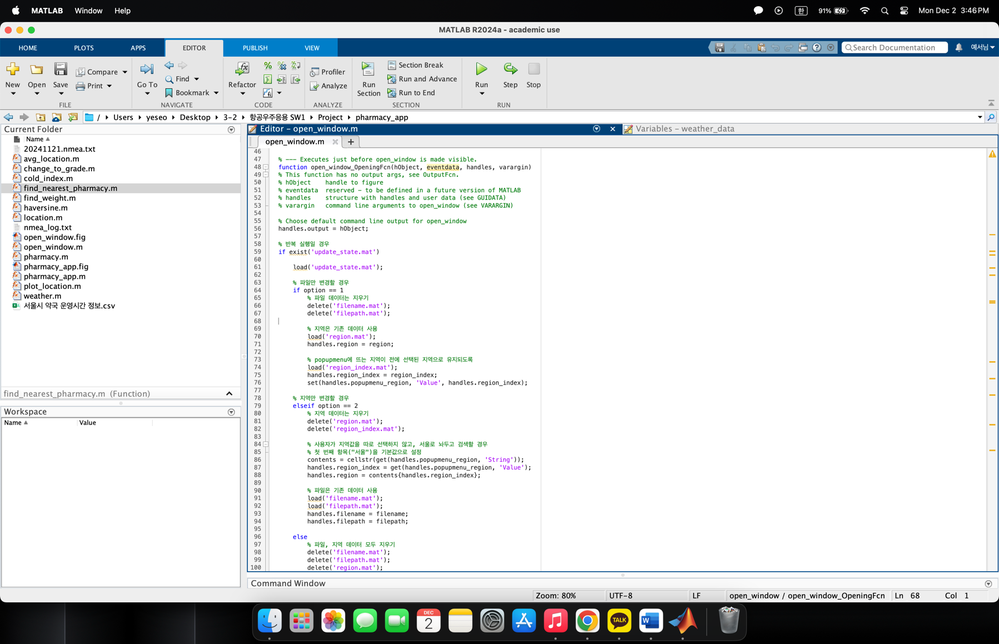 MATLAB Window Help
한 91% Mon Dec 2 3:46 PM
MATLAB R2024a - academic use
HOME PLOTS APPS EDITOR PUBLISH VIEW
Search Documentation 예서님
New Open Save Compare Print
FILE
Go To Find Bookmark
NAVIGATE
Refactor
CODE
Profiler
Analyze
ANALYZE
Run Section
Section Break
Run and Advance
Run to End
SECTION
Run Step Stop
RUN
/ Users yeseo Desktop 3-2 항공우주응용 SW1 Project pharmacy_app
Current Folder
Name
20241121.nmea.txt
avg_location.m
change_to_grade.m
cold_index.m
find_nearest_pharmacy.m
find_weight.m
haversine.m
location.m
nmea_log.txt
open_window.fig
open_window.m
pharmacy.m
pharmacy_app.fig
pharmacy_app.m
plot_location.m
weather.m
서울시 약국 운영시간 정보.csv
find_nearest_pharmacy.m (Function)
Workspace
Name Value
Editor - open_window.m
Variables - weather_data
open_window.m
46
47 % --- Executes just before open_window is made visible.
48 function open_window_OpeningFcn(hObject, eventdata, handles, varargin)
49 % This function has no output args, see OutputFcn.
50 % hObject    handle to figure
51 % eventdata  reserved - to be defined in a future version of MATLAB
52 % handles    structure with handles and user data (see GUIDATA)
53 % varargin   command line arguments to open_window (see VARARGIN)
54
55 % Choose default command line output for open_window
56 handles.output = hObject;
57
58 % 반복 실행일 경우
59 if exist('update_state.mat')
60
61 load('update_state.mat');
62
63 % 파일만 변경할 경우
64 if option == 1
65 % 파일 데이터는 지우기
66 delete('filename.mat');
67 delete('filepath.mat');
68
69 % 지역은 기존 데이터 사용
70 load('region.mat');
71 handles.region = region;
72
73 % popupmenu에 뜨는 지역이 전에 선택된 지역으로 유지되도록
74 load('region_index.mat');
75 handles.region_index = region_index;
76 set(handles.popupmenu_region, 'Value', handles.region_index);
77
78 % 지역만 변경할 경우
79 elseif option == 2
80 % 지역 데이터는 지우기
81 delete('region.mat');
82 delete('region_index.mat');
83
84 % 사용자가 지역값을 따로 선택하지 않고, 서울로 놔두고 검색할 경우
85 % 첫 번째 항목("서울")을 기본값으로 설정
86 contents = cellstr(get(handles.popupmenu_region, 'String'));
87 handles.region_index = get(handles.popupmenu_region, 'Value');
88 handles.region = contents{handles.region_index};
89
90 % 파일은 기존 데이터 사용
91 load('filename.mat');
92 load('filepath.mat');
93 handles.filename = filename;
94 handles.filepath = filepath;
95
96 else
97 % 파일, 지역 데이터 모두 지우기
98 delete('filename.mat');
99 delete('filepath.mat');
100 delete('region.mat');
Command Window
Zoom: 80% UTF-8 LF open_window / open_window_OpeningFcn Ln 68 Col 1
DEC
2
TALK
W